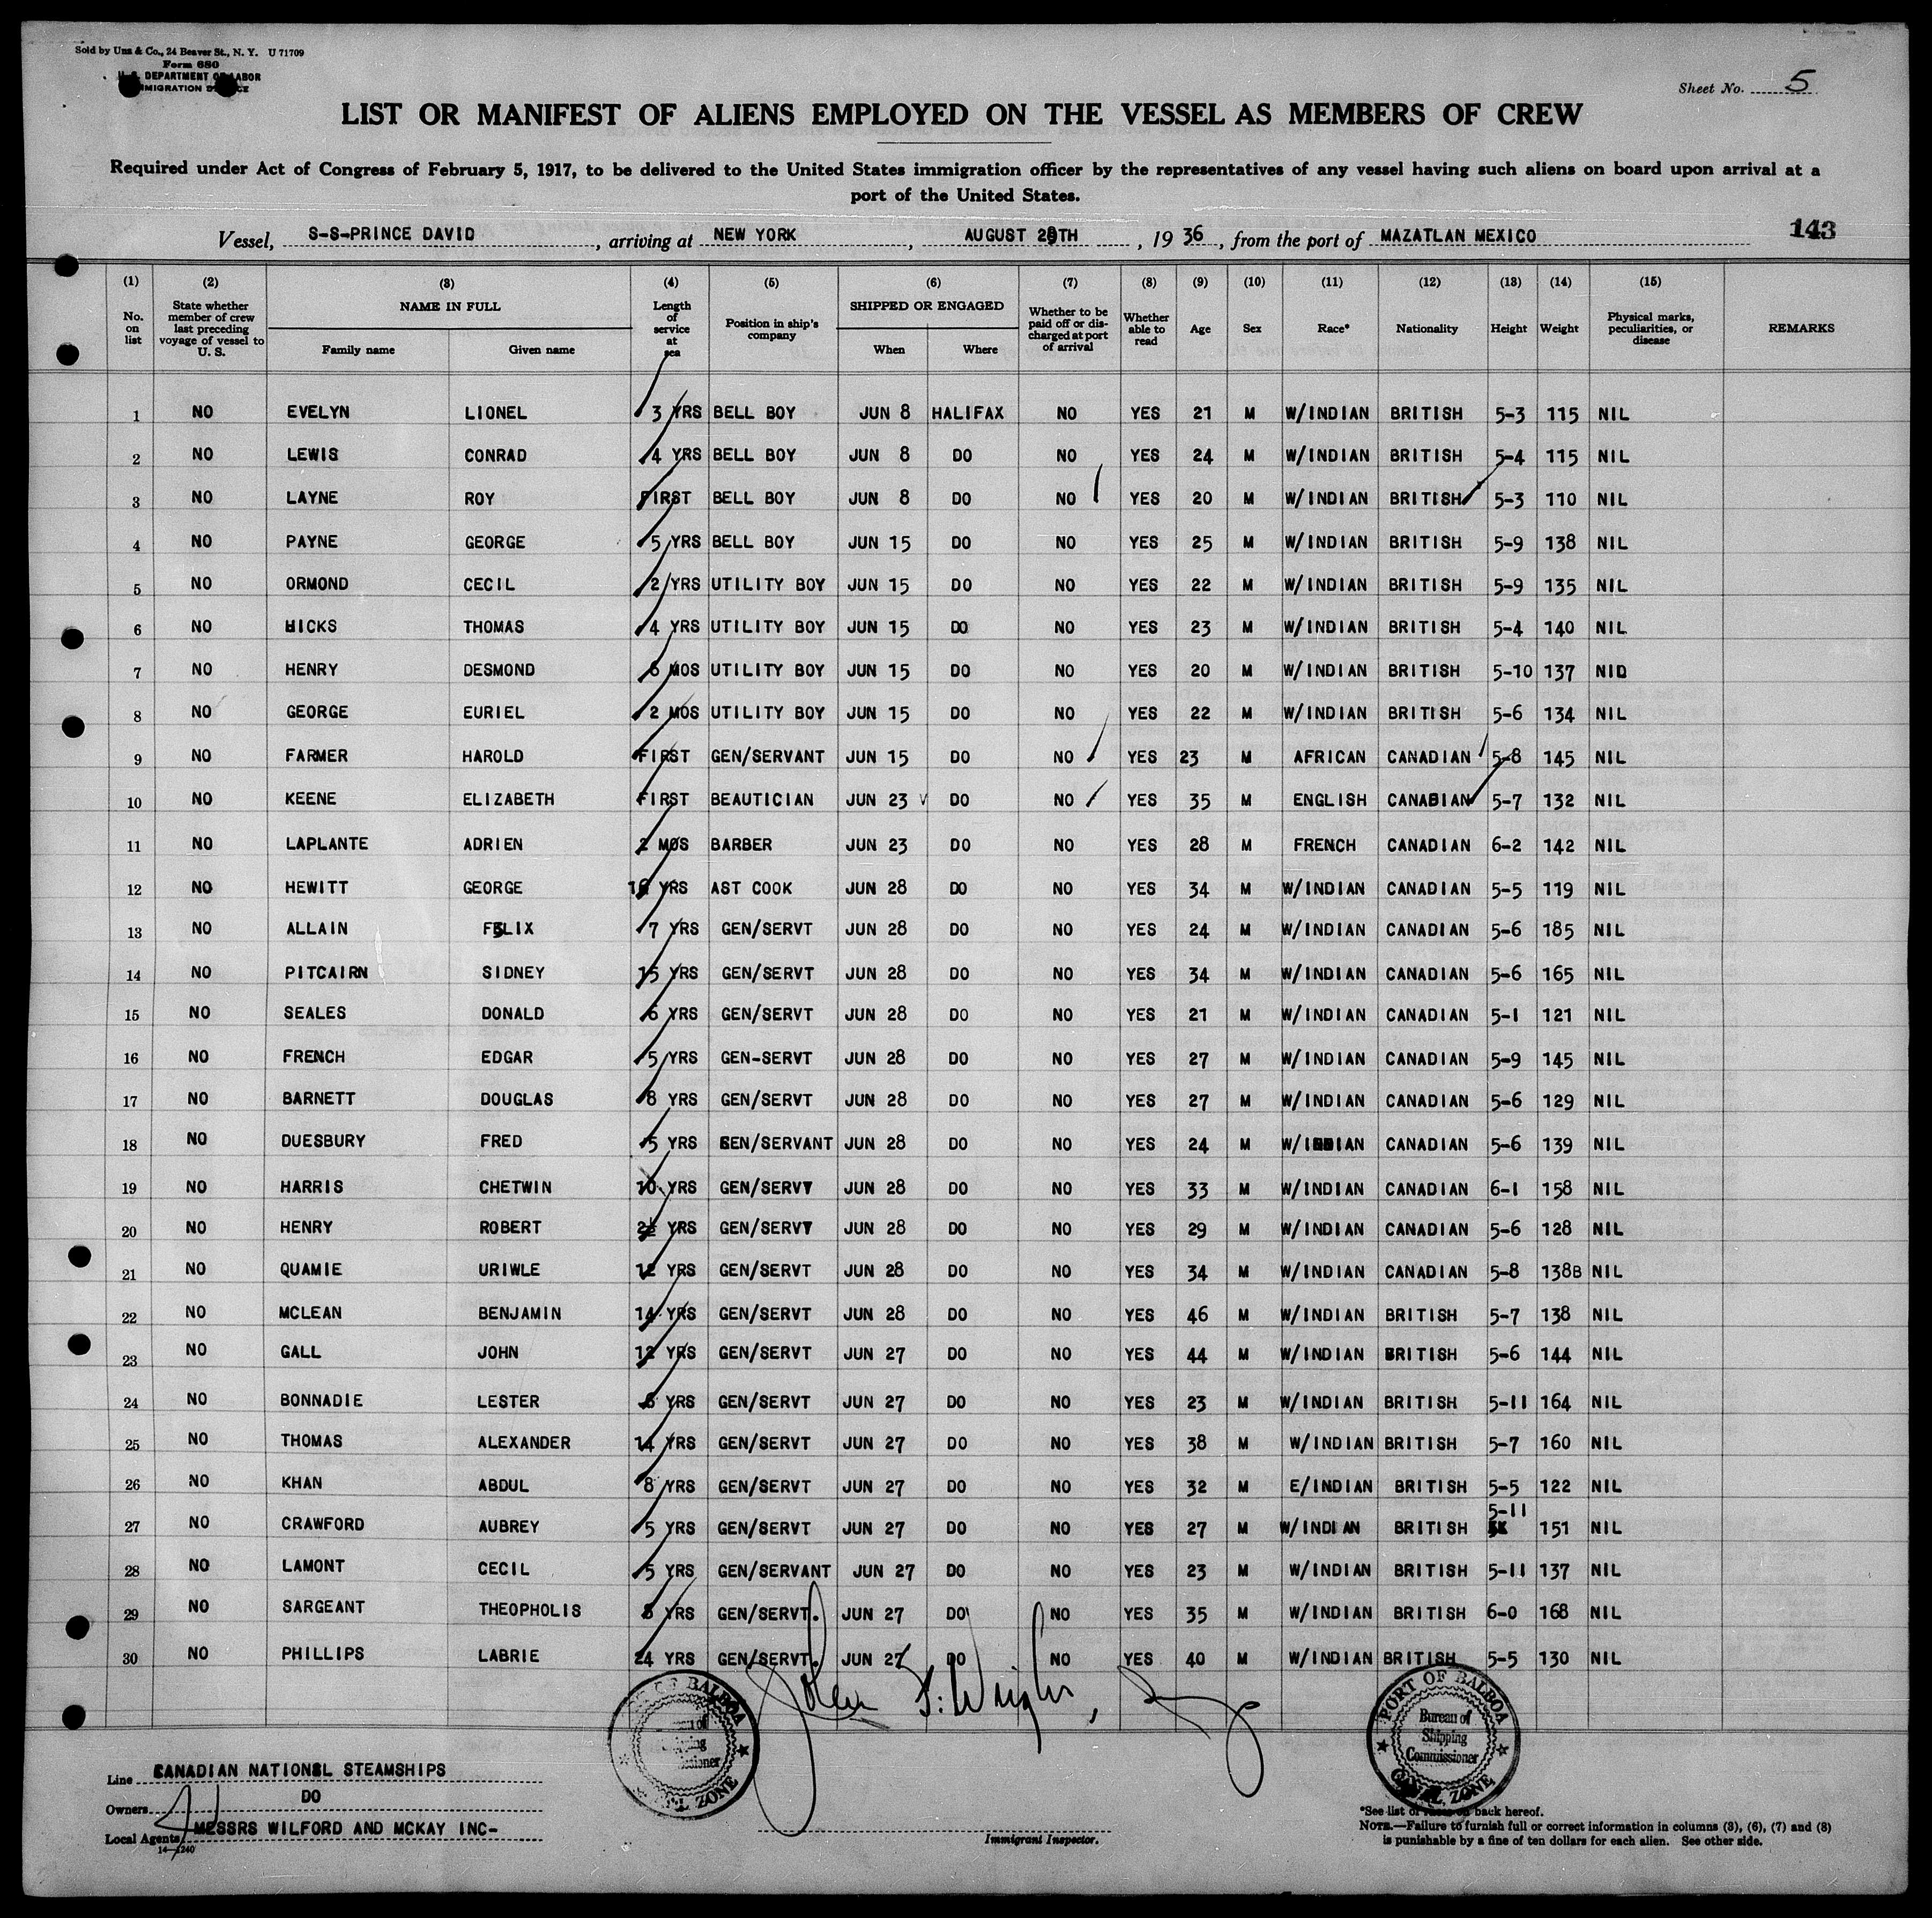 Sold by Unz & Co., 24 Beaver St., N. Y. U 71709
Form 680
U. S. DEPARTMENT OF LABOR
IMMIGRATION SERVICE
Sheet No. 5
LIST OR MANIFEST OF ALIENS EMPLOYED ON THE VESSEL AS MEMBERS OF CREW
Required under Act of Congress of February 5, 1917, to be delivered to the United States immigration officer by the representatives of any vessel having such aliens on board upon arrival at a
port of the United States.
143
Vessel, S-S-PRINCE DAVID, arriving at NEW YORK, AUGUST 20TH, 1936, from the port of MAZATLAN MEXICO
(1) (2) (3) (4) (5) (6) (7) (8) (9) (10) (11) (12) (13) (14) (15)
No. on list | State whether member of crew last preceding voyage of vessel to U. S. | NAME IN FULL Family name Given name | Length of service at sea | Position in ship's company | SHIPPED OR ENGAGED When Where | Whether to be paid off or discharged at port of arrival | Whether able to read | Age | Sex | Race* | Nationality | Height | Weight | Physical marks, peculiarities, or disease | REMARKS
1 NO EVELYN LIONEL 3 YRS BELL BOY JUN 8 HALIFAX NO YES 21 M W/INDIAN BRITISH 5-3 115 NIL
2 NO LEWIS CONRAD 4 YRS BELL BOY JUN 8 DO NO YES 24 M W/INDIAN BRITISH 5-4 115 NIL
3 NO LAYNE ROY FIRST BELL BOY JUN 8 DO NO YES 20 M W/INDIAN BRITISH 5-3 110 NIL
4 NO PAYNE GEORGE 5 YRS BELL BOY JUN 15 DO NO YES 25 M W/INDIAN BRITISH 5-9 138 NIL
5 NO ORMOND CECIL 2 YRS UTILITY BOY JUN 15 DO NO YES 22 M W/INDIAN BRITISH 5-9 135 NIL
6 NO HICKS THOMAS 4 YRS UTILITY BOY JUN 15 DO NO YES 23 M W/INDIAN BRITISH 5-4 140 NIL
7 NO HENRY DESMOND 6 MOS UTILITY BOY JUN 15 DO NO YES 20 M W/INDIAN BRITISH 5-10 137 NID
8 NO GEORGE EURIEL 2 MOS UTILITY BOY JUN 15 DO NO YES 22 M W/INDIAN BRITISH 5-6 134 NIL
9 NO FARMER HAROLD FIRST GEN/SERVANT JUN 15 DO NO YES 23 M AFRICAN CANADIAN 5-8 145 NIL
10 NO KEENE ELIZABETH FIRST BEAUTICIAN JUN 23 DO NO YES 35 M ENGLISH CANADIAN 5-7 132 NIL
11 NO LAPLANTE ADRIEN 2 MOS BARBER JUN 23 DO NO YES 28 M FRENCH CANADIAN 6-2 142 NIL
12 NO HEWITT GEORGE YRS AST COOK JUN 28 DO NO YES 34 M W/INDIAN CANADIAN 5-5 119 NIL
13 NO ALLAIN FELIX 7 YRS GEN/SERVT JUN 28 DO NO YES 24 M W/INDIAN CANADIAN 5-6 185 NIL
14 NO PITCAIRN SIDNEY 15 YRS GEN/SERVT JUN 28 DO NO YES 34 M W/INDIAN CANADIAN 5-6 165 NIL
15 NO SEALES DONALD 6 YRS GEN/SERVT JUN 28 DO NO YES 21 M W/INDIAN CANADIAN 5-1 121 NIL
16 NO FRENCH EDGAR 5 YRS GEN-SERVT JUN 28 DO NO YES 27 M W/INDIAN CANADIAN 5-9 145 NIL
17 NO BARNETT DOUGLAS 8 YRS GEN/SERVT JUN 28 DO NO YES 27 M W/INDIAN CANADIAN 5-6 129 NIL
18 NO DUESBURY FRED 5 YRS GEN/SERVANT JUN 28 DO NO YES 24 M W/INDIAN CANADIAN 5-6 139 NIL
19 NO HARRIS CHETWIN 10 YRS GEN/SERVT JUN 28 DO NO YES 33 M W/INDIAN CANADIAN 6-1 158 NIL
20 NO HENRY ROBERT 2½ YRS GEN/SERVT JUN 28 DO NO YES 29 M W/INDIAN CANADIAN 5-6 128 NIL
21 NO QUAMIE URIWLE 12 YRS GEN/SERVT JUN 28 DO NO YES 34 M W/INDIAN CANADIAN 5-8 138B NIL
22 NO MCLEAN BENJAMIN 14 YRS GEN/SERVT JUN 28 DO NO YES 46 M W/INDIAN BRITISH 5-7 138 NIL
23 NO GALL JOHN 12 YRS GEN/SERVT JUN 27 DO NO YES 44 M W/INDIAN BRITISH 5-6 144 NIL
24 NO BONNADIE LESTER 6 YRS GEN/SERVT JUN 27 DO NO YES 23 M W/INDIAN BRITISH 5-11 164 NIL
25 NO THOMAS ALEXANDER 14 YRS GEN/SERVT JUN 27 DO NO YES 38 M W/INDIAN BRITISH 5-7 160 NIL
26 NO KHAN ABDUL 8 YRS GEN/SERVT JUN 27 DO NO YES 32 M E/INDIAN BRITISH 5-5 122 NIL
27 NO CRAWFORD AUBREY 5 YRS GEN/SERVT JUN 27 DO NO YES 27 M W/INDIAN BRITISH 5-11 151 NIL
28 NO LAMONT CECIL 5 YRS GEN/SERVANT JUN 27 DO NO YES 23 M W/INDIAN BRITISH 5-11 137 NIL
29 NO SARGEANT THEOPHOLIS YRS GEN/SERVT. JUN 27 DO NO YES 35 M W/INDIAN BRITISH 6-0 168 NIL
30 NO PHILLIPS LABRIE 24 YRS GEN/SERVT. JUN 27 DO NO YES 40 M W/INDIAN BRITISH 5-5 130 NIL
PORT OF BALBOA Bureau of Shipping Commissioner CANAL ZONE
PORT OF BALBOA Bureau of Shipping Commissioner CANAL ZONE
Line CANADIAN NATIONSL STEAMSHIPS
Owners DO
Local Agents MESSRS WILFORD AND MCKAY INC-
14-1240
Immigrant Inspector.
*See list of races on back hereof.
NOTE.—Failure to furnish full or correct information in columns (3), (6), (7) and (8)
is punishable by a fine of ten dollars for each alien. See other side.